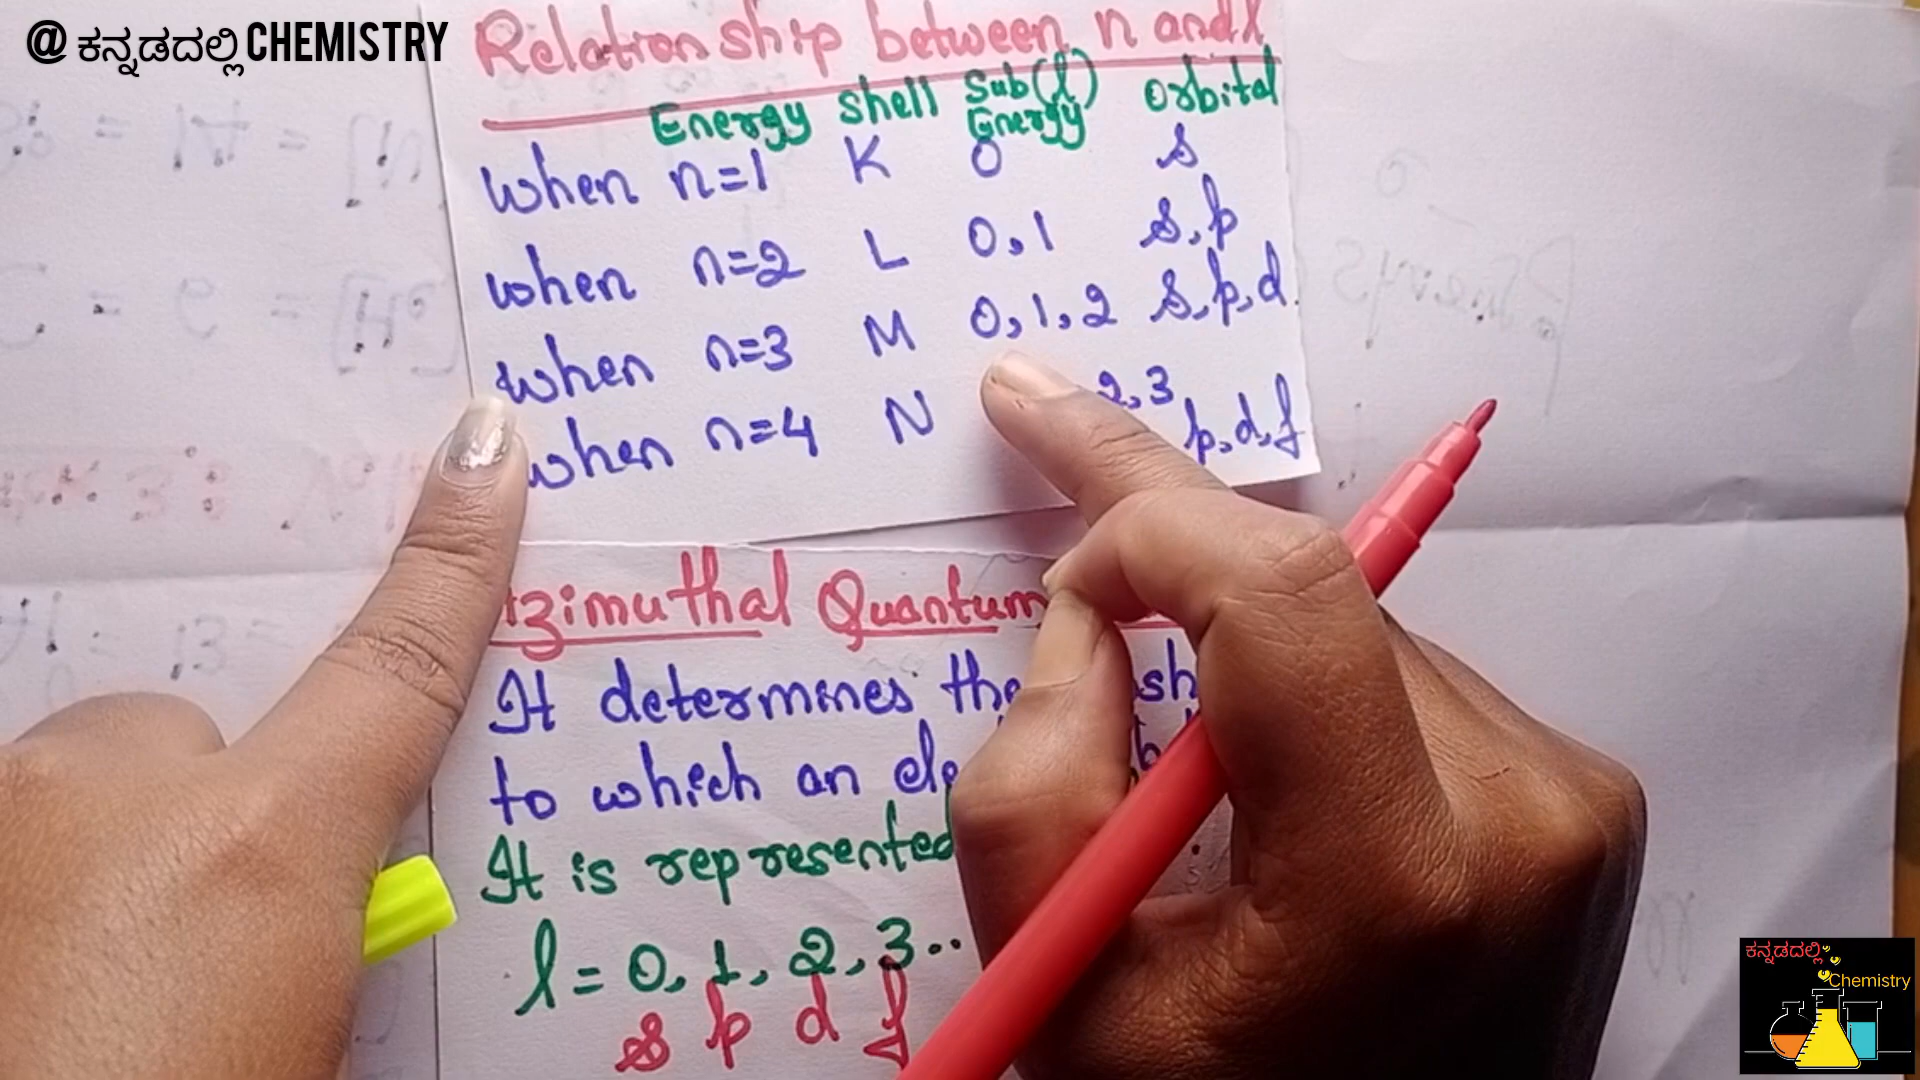 @ ಕನ್ನಡದಲ್ಲಿ CHEMISTRY
Relationship between n and l
Energy shell Sub(l) Energy Orbital
when n=1 K 0 s
when n=2 L 0,1 s,p
when n=3 M 0,1,2 s,p,d.
when n=4 N 2,3 p,d,f
Azimuthal Quantum
It determines the
to which an
It is represented
l = 0, 1, 2, 3..
s p d f
ಕನ್ನಡದಲ್ಲಿ
Chemistry